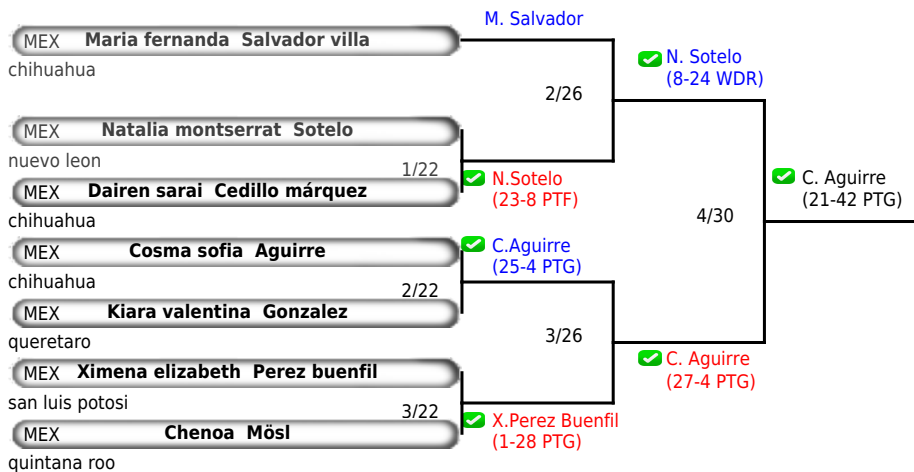 M. Salvador
MEX Maria fernanda Salvador villa
chihuahua
N. Sotelo
(8-24 WDR)
2/26
MEX Natalia montserrat Sotelo
nuevo leon
1/22
MEX Dairen sarai Cedillo márquez
chihuahua
N.Sotelo
(23-8 PTF)
C. Aguirre
(21-42 PTG)
4/30
MEX Cosma sofia Aguirre
chihuahua
C.Aguirre
(25-4 PTG)
2/22
MEX Kiara valentina Gonzalez
queretaro
3/26
MEX Ximena elizabeth Perez buenfil
san luis potosi
C. Aguirre
(27-4 PTG)
3/22
MEX Chenoa Mösl
quintana roo
X.Perez Buenfil
(1-28 PTG)